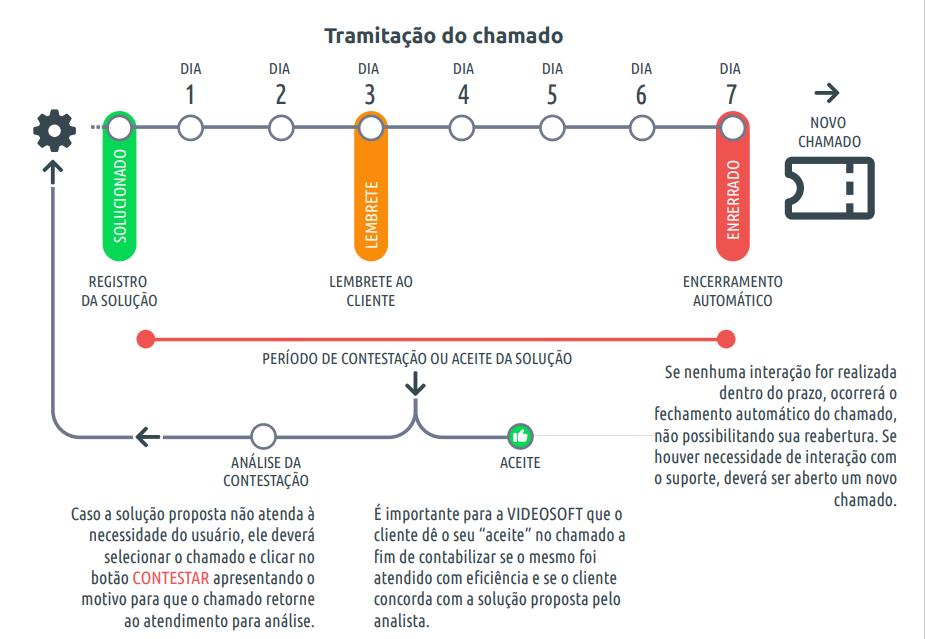 Tramitação do chamado
DIA DIA DIA DIA DIA DIA DIA
1 2 3 4 5 6 7
NOVO
CHAMADO
SOLUCIONADO
LEMBRETE
ENRERRADO
REGISTRO
DA SOLUÇÃO
LEMBRETE AO
CLIENTE
ENCERRAMENTO
AUTOMÁTICO
PERÍODO DE CONTESTAÇÃO OU ACEITE DA SOLUÇÃO
Se nenhuma interação for realizada
dentro do prazo, ocorrerá o
fechamento automático do chamado,
não possibilitando sua reabertura. Se
houver necessidade de interação com
o suporte, deverá ser aberto um novo
chamado.
ANÁLISE DA
CONTESTAÇÃO
ACEITE
Caso a solução proposta não atenda à
necessidade do usuário, ele deverá
selecionar o chamado e clicar no
botão CONTESTAR apresentando o
motivo para que o chamado retorne
ao atendimento para análise.
É importante para a VIDEOSOFT que o
cliente dê o seu “aceite” no chamado a
fim de contabilizar se o mesmo foi
atendido com eficiência e se o cliente
concorda com a solução proposta pelo
analista.